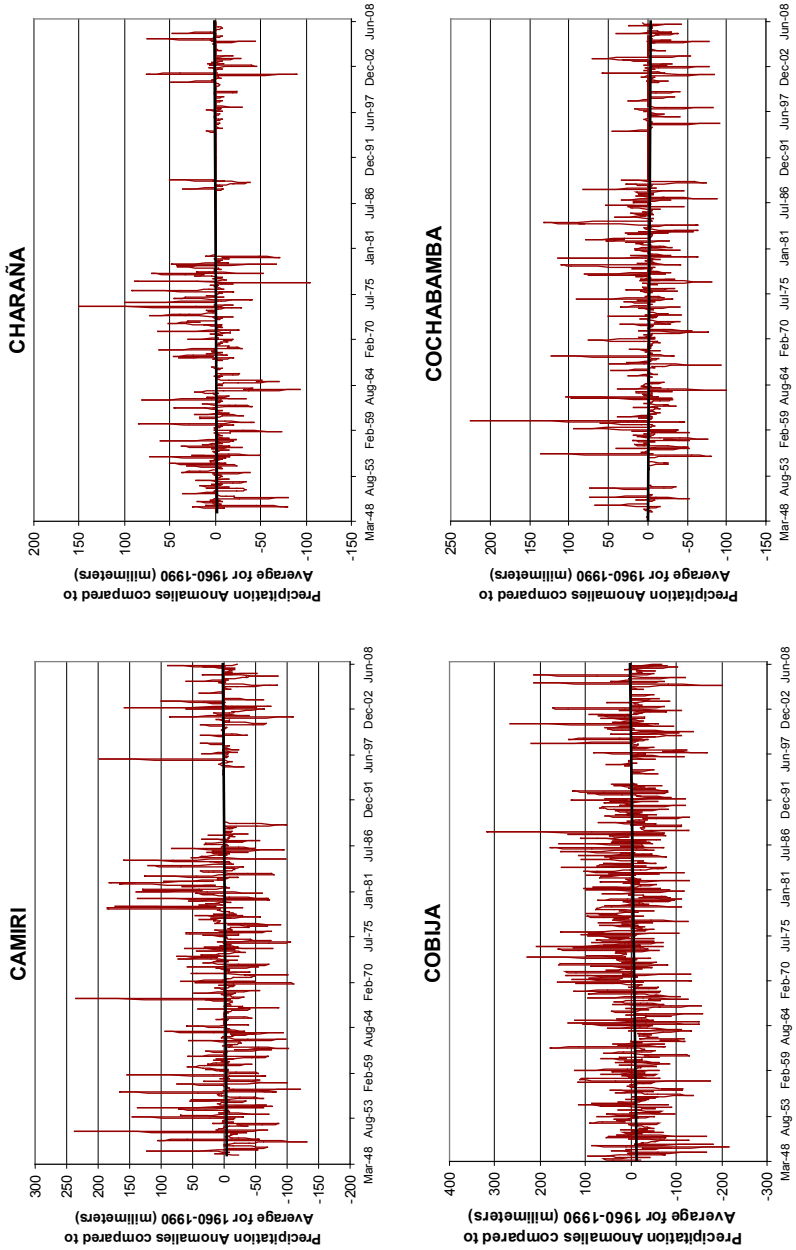 CAMIRI
Precipitation Anomalies compared to
Average for 1960-1990 (milimeters)
300
250
200
150
100
50
0
-50
-100
-150
-200
Mar-48 Aug-53 Feb-59 Aug-64 Feb-70 Jul-75 Jan-81 Jul-86 Dec-91 Jun-97 Dec-02 Jun-08
CHARAÑA
Precipitation Anomalies compared to
Average for 1960-1990 (milimeters)
200
150
100
50
0
-50
-100
-150
Mar-48 Aug-53 Feb-59 Aug-64 Feb-70 Jul-75 Jan-81 Jul-86 Dec-91 Jun-97 Dec-02 Jun-08
COBIJA
Precipitation Anomalies compared to
Average for 1960-1990 (milimeters)
400
300
200
100
0
-100
-200
-300
Mar-48 Aug-53 Feb-59 Aug-64 Feb-70 Jul-75 Jan-81 Jul-86 Dec-91 Jun-97 Dec-02 Jun-08
COCHABAMBA
Precipitation Anomalies compared to
Average for 1960-1990 (milimeters)
250
200
150
100
50
0
-50
-100
-150
Mar-48 Aug-53 Feb-59 Aug-64 Feb-70 Jul-75 Jan-81 Jul-86 Dec-91 Jun-97 Dec-02 Jun-08